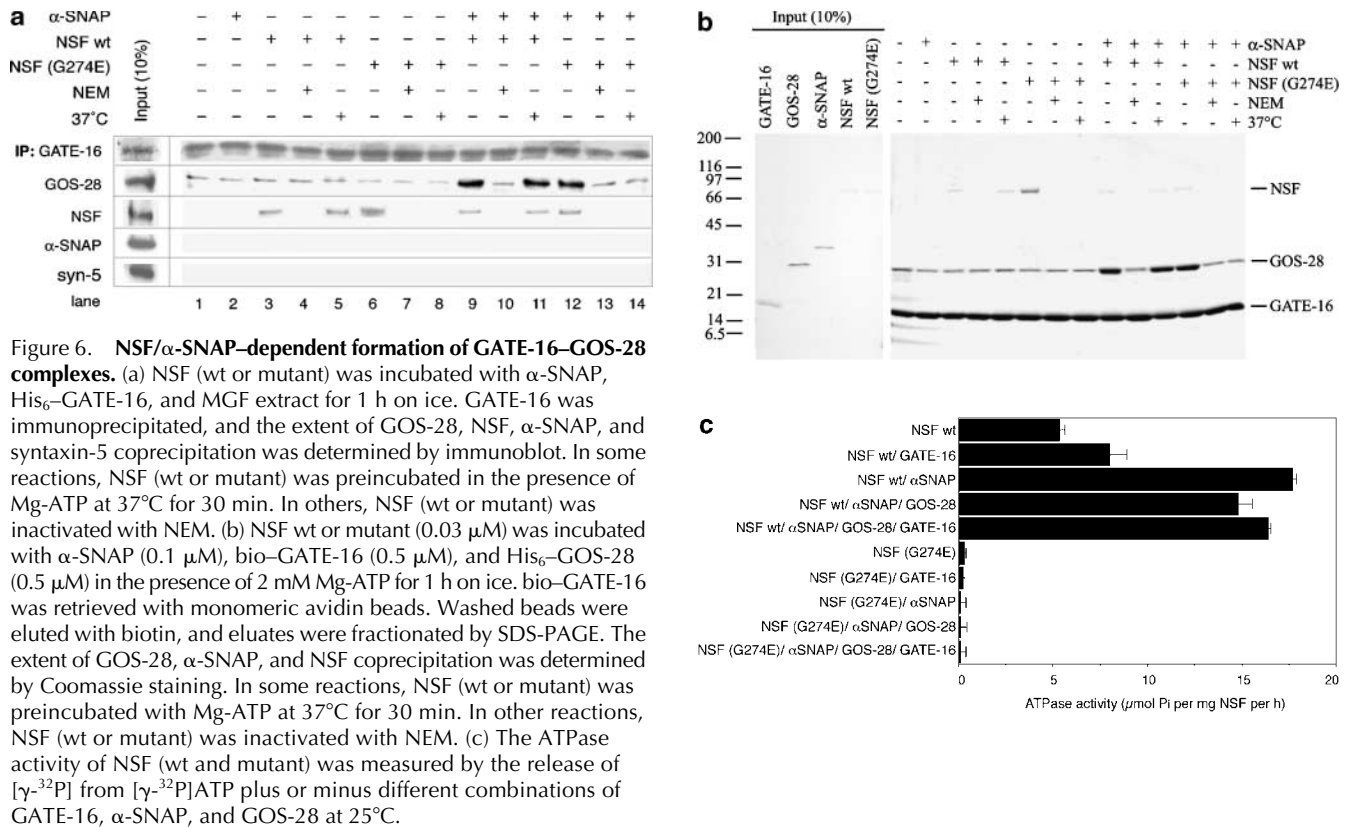 a
α-SNAP – + – – – – – – + + + + + +
NSF wt – – + + + – – – + + + – – –
NSF (G274E) – – – – – + + + – – – + + +
NEM – – – + – – + – – + – – + –
37˚C – – – – + – – + – – + – – +
Input (10%)
IP: GATE-16
GOS-28
NSF
α-SNAP
syn-5
lane 1 2 3 4 5 6 7 8 9 10 11 12 13 14
Figure 6. NSF/α-SNAP–dependent formation of GATE-16–GOS-28
complexes. (a) NSF (wt or mutant) was incubated with α-SNAP,
His₆–GATE-16, and MGF extract for 1 h on ice. GATE-16 was
immunoprecipitated, and the extent of GOS-28, NSF, α-SNAP, and
syntaxin-5 coprecipitation was determined by immunoblot. In some
reactions, NSF (wt or mutant) was preincubated in the presence of
Mg-ATP at 37°C for 30 min. In others, NSF (wt or mutant) was
inactivated with NEM. (b) NSF wt or mutant (0.03 μM) was incubated
with α-SNAP (0.1 μM), bio–GATE-16 (0.5 μM), and His₆–GOS-28
(0.5 μM) in the presence of 2 mM Mg-ATP for 1 h on ice. bio–GATE-16
was retrieved with monomeric avidin beads. Washed beads were
eluted with biotin, and eluates were fractionated by SDS-PAGE. The
extent of GOS-28, α-SNAP, and NSF coprecipitation was determined
by Coomassie staining. In some reactions, NSF (wt or mutant) was
preincubated with Mg-ATP at 37°C for 30 min. In other reactions,
NSF (wt or mutant) was inactivated with NEM. (c) The ATPase
activity of NSF (wt and mutant) was measured by the release of
[γ-³²P] from [γ-³²P]ATP plus or minus different combinations of
GATE-16, α-SNAP, and GOS-28 at 25°C.
b
Input (10%)
GATE-16
GOS-28
α-SNAP
NSF wt
NSF (G274E)
- + - - - - - - + + + + + + α-SNAP
- - + + + - - - + + + - - - NSF wt
- - - - - + + + - - - + + + NSF (G274E)
- - - + - - + - - + - - + - NEM
- - - - + - - + - - + - - + 37°C
200
116
97
66
45
31
21
14
6.5
NSF
GOS-28
GATE-16
c
NSF wt
NSF wt/ GATE-16
NSF wt/ αSNAP
NSF wt/ αSNAP/ GOS-28
NSF wt/ αSNAP/ GOS-28/ GATE-16
NSF (G274E)
NSF (G274E)/ GATE-16
NSF (G274E)/ αSNAP
NSF (G274E)/ αSNAP/ GOS-28
NSF (G274E)/ αSNAP/ GOS-28/ GATE-16
0 5 10 15 20
ATPase activity (μmol Pi per mg NSF per h)